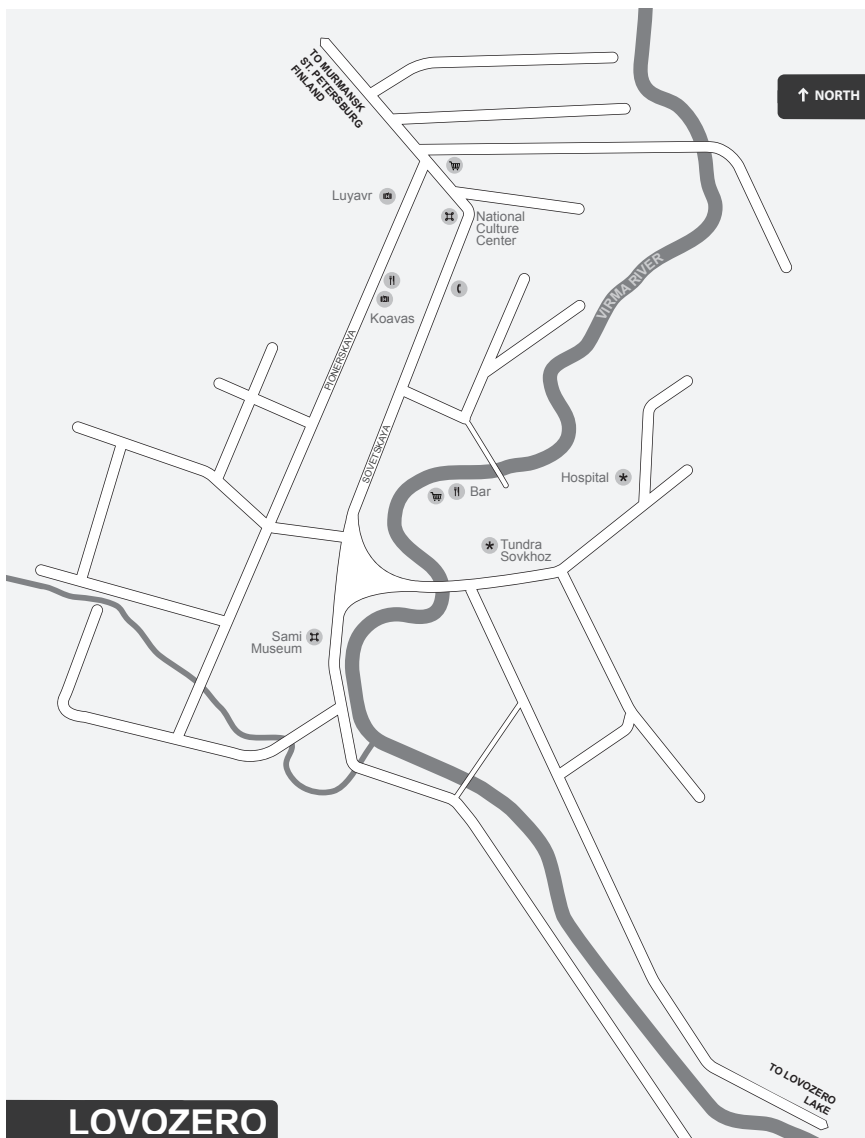 TO MURMANSK
ST. PETERSBURG
FINLAND
↑ NORTH
Luyavr
National
Culture
Center
VIRMA RIVER
Koavas
PIONERSKAYA
SOVETSKAYA
Hospital
Bar
Tundra
Sovkhoz
Sami
Museum
TO LOVOZERO
LAKE
LOVOZERO